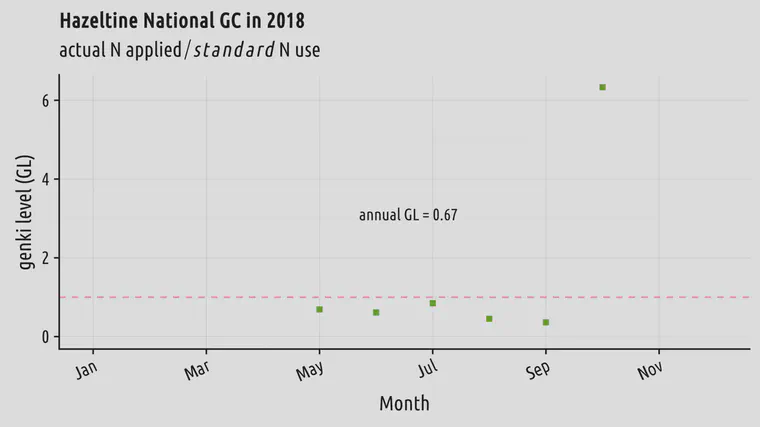 Hazeltine National GC in 2018
actual N applied/standard N use
genki level (GL)
6
4
2
0
annual GL = 0.67
Jan
Mar
May
Jul
Sep
Nov
Month